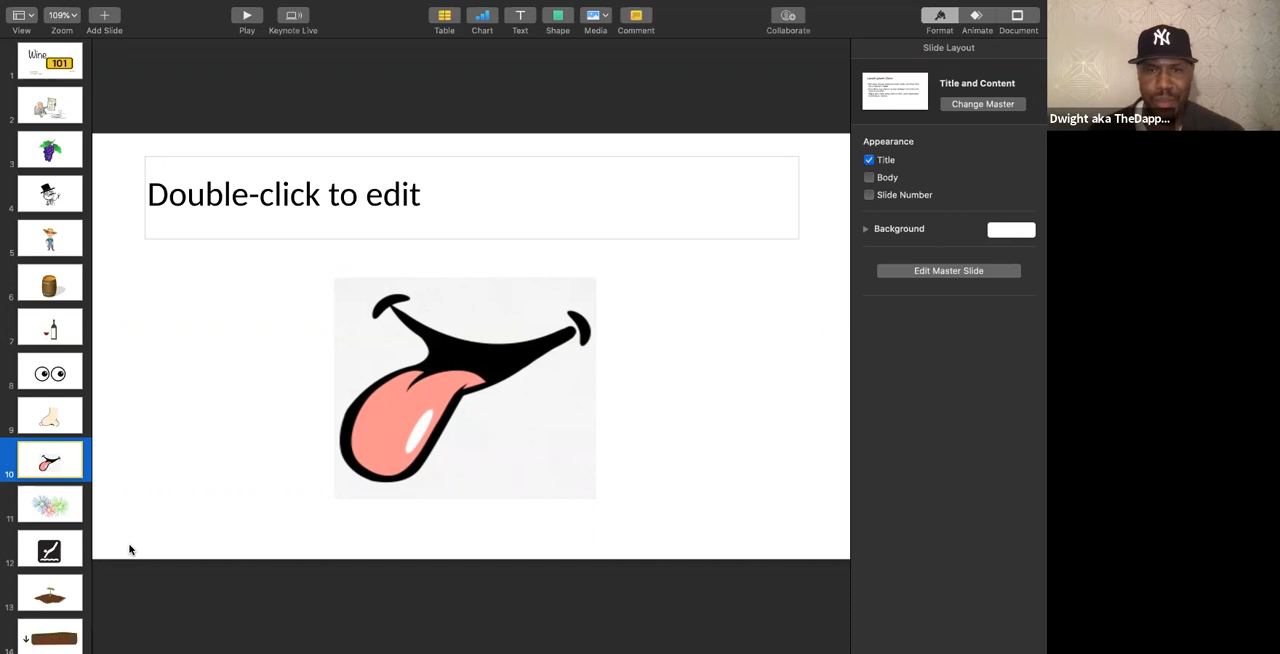 109%
View
Zoom
Add Slide
Play
Keynote Live
Table
Chart
Text
Shape
Media
Comment
Collaborate
Format
Animate
Document
Slide Layout
Title and Content
Change Master
Appearance
Title
Body
Slide Number
Background
Edit Master Slide
Double-click to edit
Wine
101
1
2
3
4
5
6
7
8
9
10
11
12
13
14
NY
Dwight aka TheDapp...